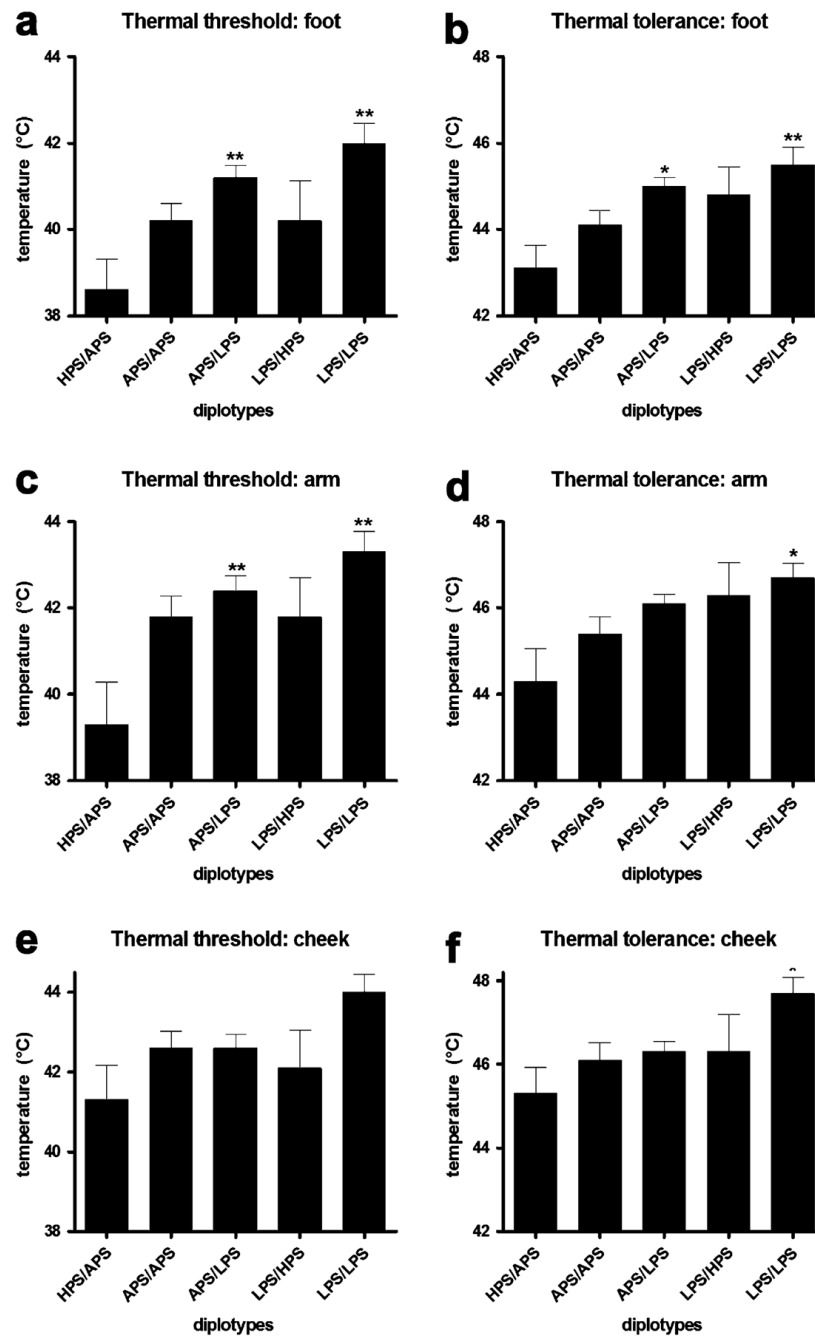 a
Thermal threshold: foot
44
42
40
38
temperature (°C)
**
**
HPS/APS
APS/APS
APS/LPS
LPS/HPS
LPS/LPS
diplotypes
b
Thermal tolerance: foot
48
46
44
42
temperature (°C)
*
**
HPS/APS
APS/APS
APS/LPS
LPS/HPS
LPS/LPS
diplotypes
c
Thermal threshold: arm
44
42
40
38
temperature (°C)
**
**
HPS/APS
APS/APS
APS/LPS
LPS/HPS
LPS/LPS
diplotypes
d
Thermal tolerance: arm
48
46
44
42
temperature ( °C)
*
HPS/APS
APS/APS
APS/LPS
LPS/HPS
LPS/LPS
diplotypes
e
Thermal threshold: cheek
44
42
40
38
temperature (°C)
HPS/APS
APS/APS
APS/LPS
LPS/HPS
LPS/LPS
diplotypes
f
Thermal tolerance: cheek
48
46
44
42
temperature (°C)
HPS/APS
APS/APS
APS/LPS
LPS/HPS
LPS/LPS
diplotypes